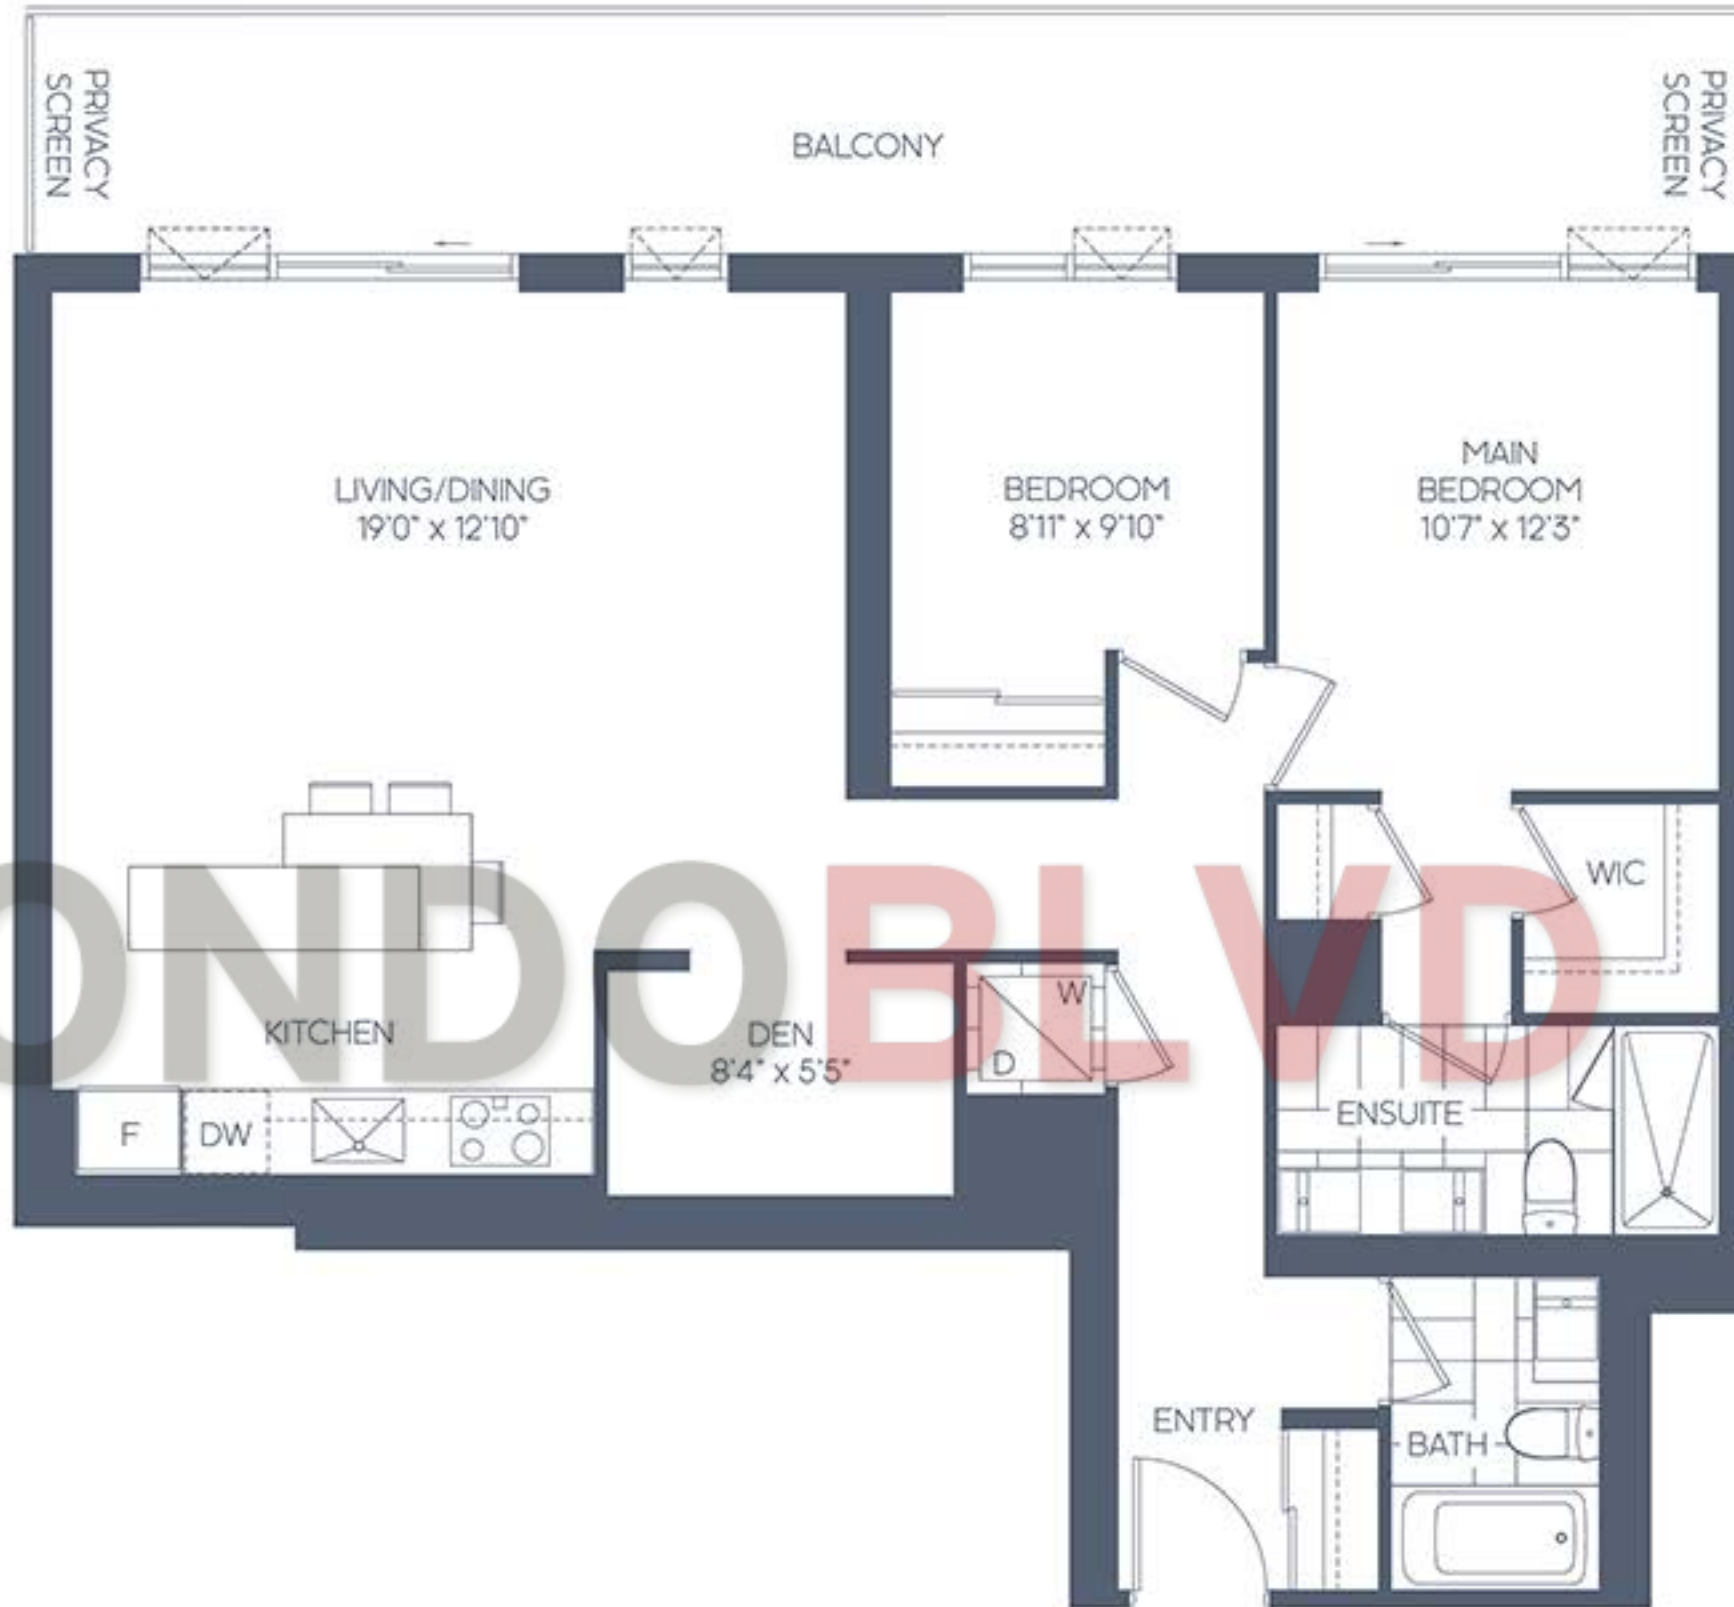 PRIVACY
SCREEN
BALCONY
PRIVACY
SCREEN
LIVING/DINING
19'0" x 12'10"
BEDROOM
8'11" x 9'10"
MAIN
BEDROOM
10'7" x 12'3"
WIC
ONDOBLVD
KITCHEN
DEN
8'4" x 5'5"
W
D
F
DW
ENSUITE
ENTRY
BATH